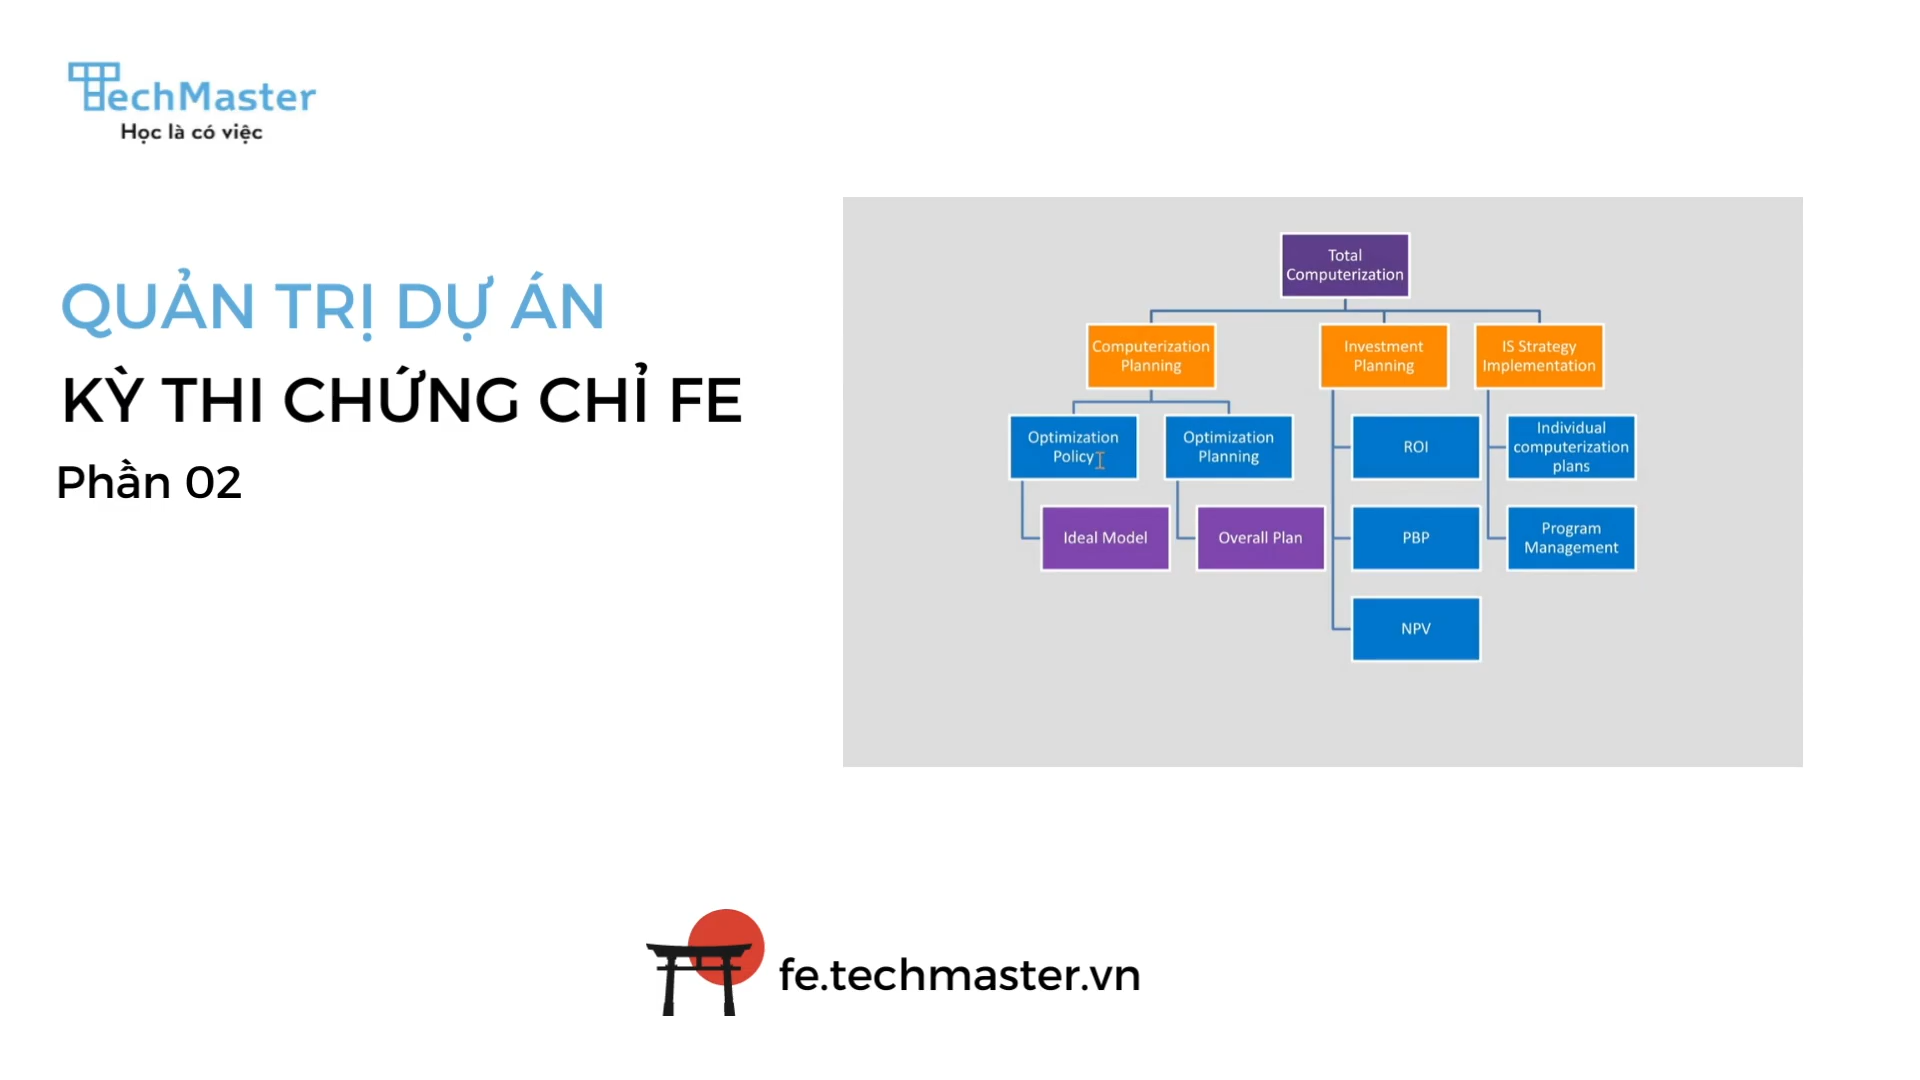 TechMaster
Học là có việc
QUẢN TRỊ DỰ ÁN
KỲ THI CHỨNG CHỈ FE
Phần 02
Total
Computerization
Computerization
Planning
Investment
Planning
IS Strategy
Implementation
Optimization
Policy
Optimization
Planning
ROI
Individual
computerization
plans
Ideal Model
Overall Plan
PBP
Program
Management
NPV
fe.techmaster.vn